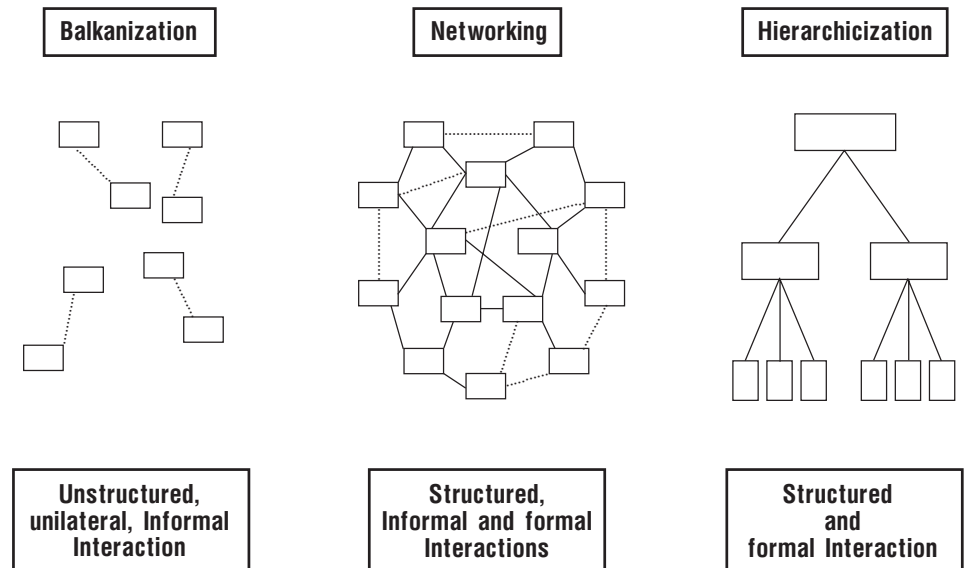 Balkanization
Networking
Hierarchicization
Unstructured,
unilateral, Informal
Interaction
Structured,
Informal and formal
Interactions
Structured
and
formal Interaction